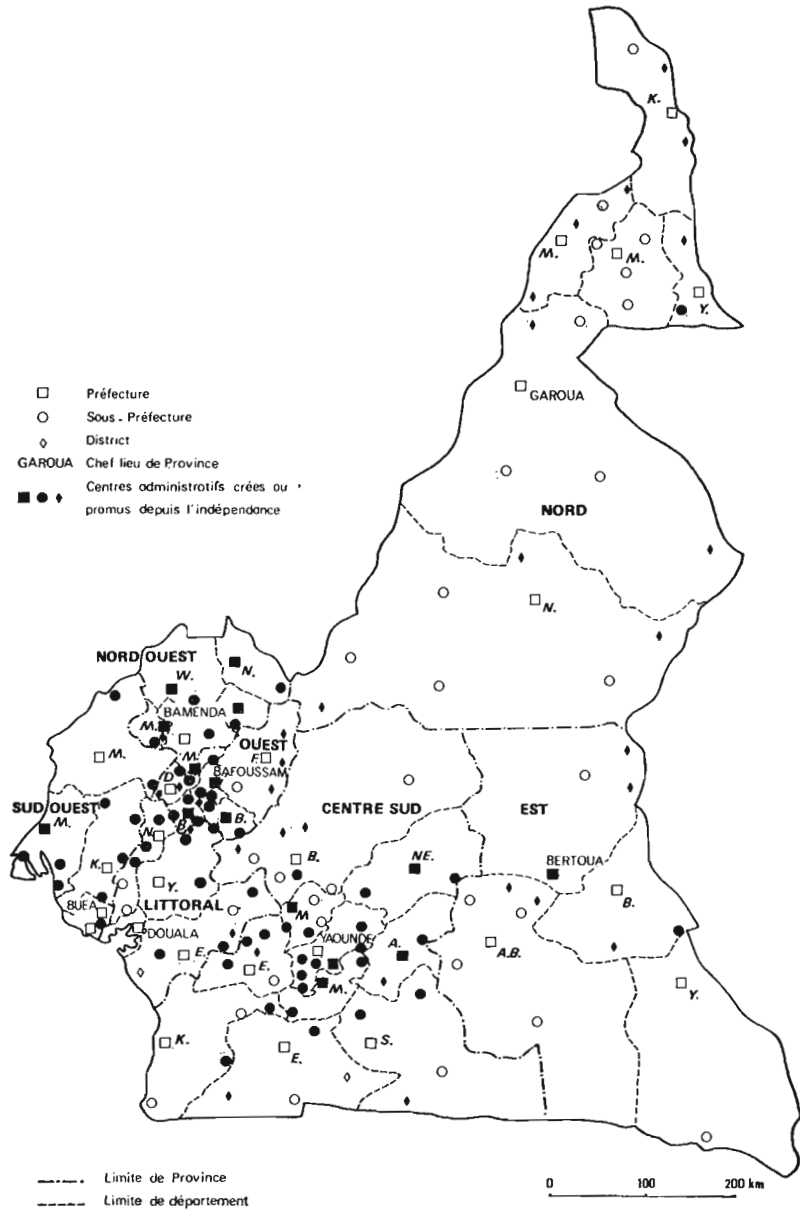 K.
M.
M.
Y.
□ Préfecture
○ Sous-Préfecture
◊ District
GAROUA Chef lieu de Province
■ ● ♦ Centres administratifs crées ou
promus depuis l'indépendance
GAROUA
NORD
N.
NORD OUEST
W.
N.
BAMENDA
M.
M.
OUEST
F.
M.
BAFOUSSAM
D
SUD OUEST
M.
CENTRE SUD
EST
N.
B.
B.
K.
B.
NE.
BERTOUA
B.
Y.
BUEA
LITTORAL
M
DOUALA
YAOUNDE
E.
E.
A.
A.B.
M.
Y.
K.
E.
S.
Limite de Province
Limite de département
0 100 200 km